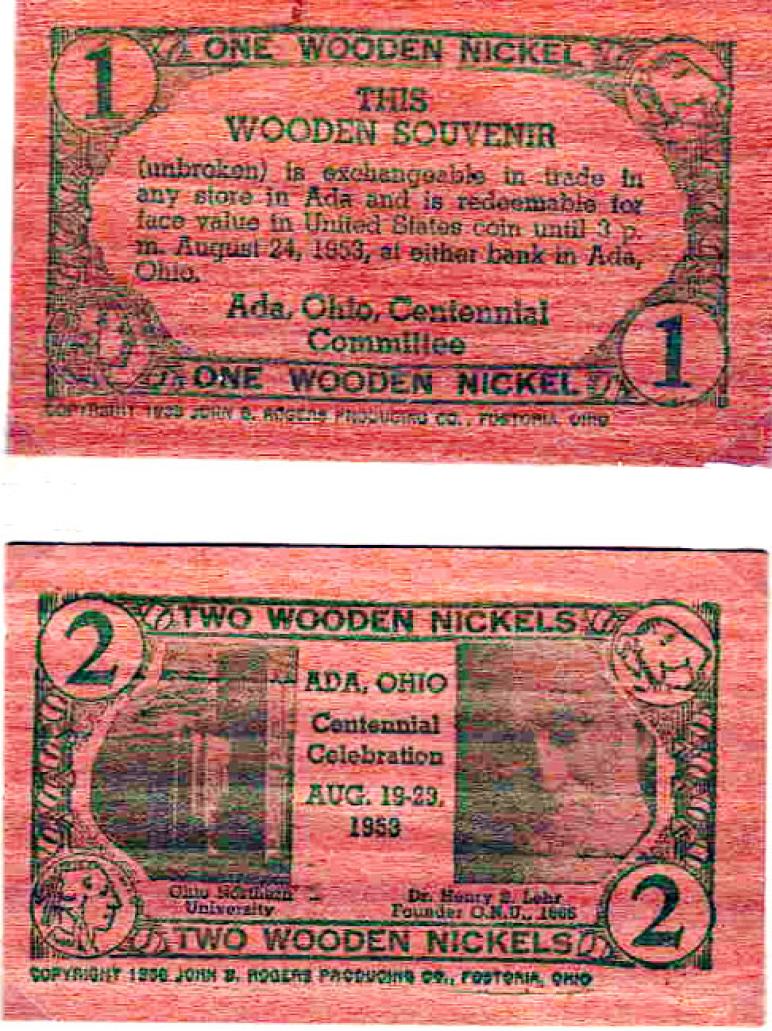 ONE WOODEN NICKEL
1
THIS
WOODEN SOUVENIR
(unbroken) is exchangeable in trade in
any store in Ada and is redeemable for
face value in United States coin until 3 p.
m. August 24, 1953, at either bank in Ada,
Ohio.
Ada, Ohio, Centennial
Committee
1
ONE WOODEN NICKEL
COPYRIGHT JOHN B. ROGERS PRODUCING CO., FOSTORIA, OHIO
TWO WOODEN NICKELS
2
ADA, OHIO
Centennial
Celebration
AUG. 19-23,
1953
Ohio Northern
University
Dr. Henry S. Lehr
Founder O.N.U.,
2
TWO WOODEN NICKELS
COPYRIGHT JOHN B. ROGERS PRODUCING CO., FOSTORIA, OHIO